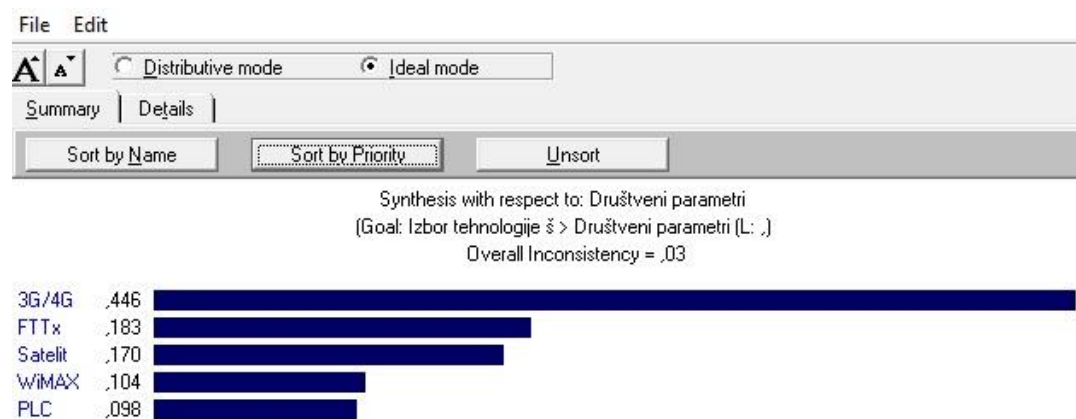 File Edit
A A Distributive mode Ideal mode
Summary Details
Sort by Name Sort by Priority Unsort
Synthesis with respect to: Društveni parametri
(Goal: Izbor tehnologije š > Društveni parametri (L: ,)
Overall Inconsistency = ,03
3G/4G ,446
FTTx ,183
Satelit ,170
WiMAX ,104
PLC ,098